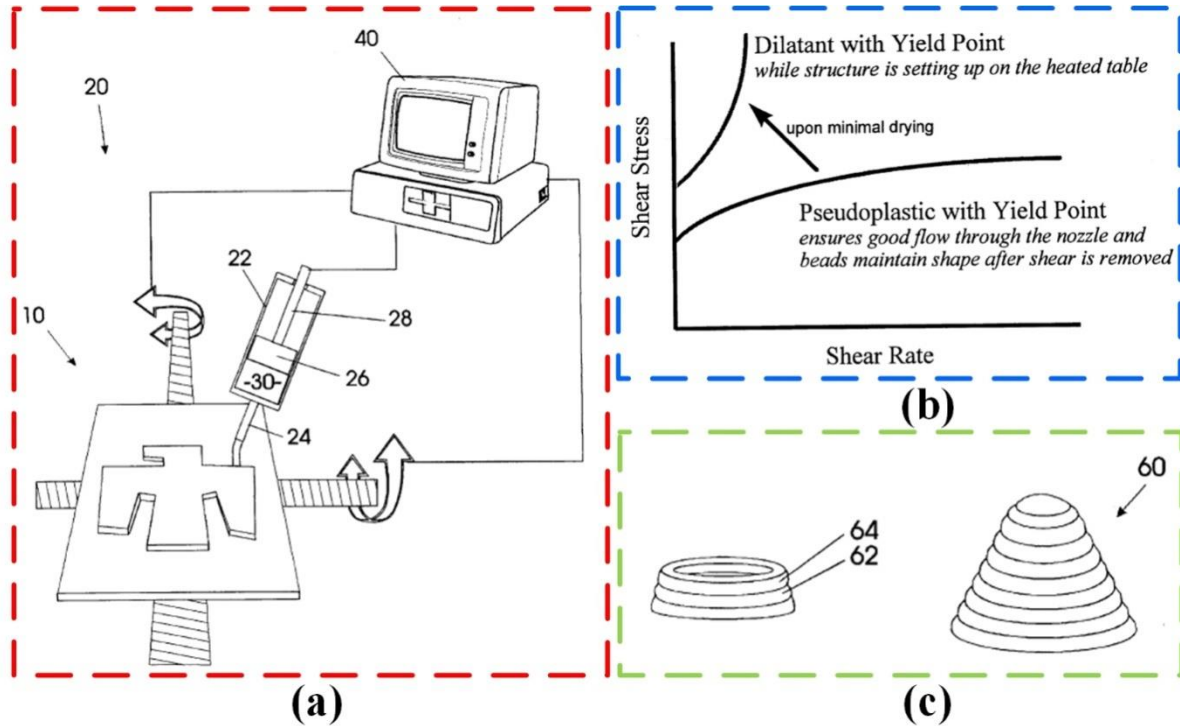 40
20
22
28
10
26
-30-
24
(a)
Dilatant with Yield Point
while structure is setting up on the heated table
upon minimal drying
Shear Stress
Pseudoplastic with Yield Point
ensures good flow through the nozzle and
beads maintain shape after shear is removed
Shear Rate
(b)
60
64
62
(c)